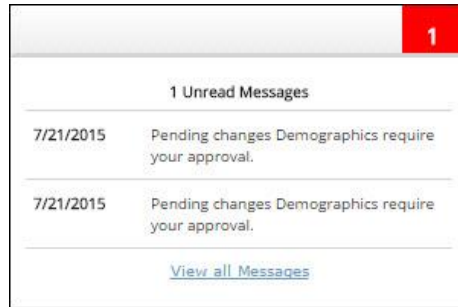 1
1 Unread Messages
7/21/2015 Pending changes Demographics require
your approval.
7/21/2015 Pending changes Demographics require
your approval.
View all Messages